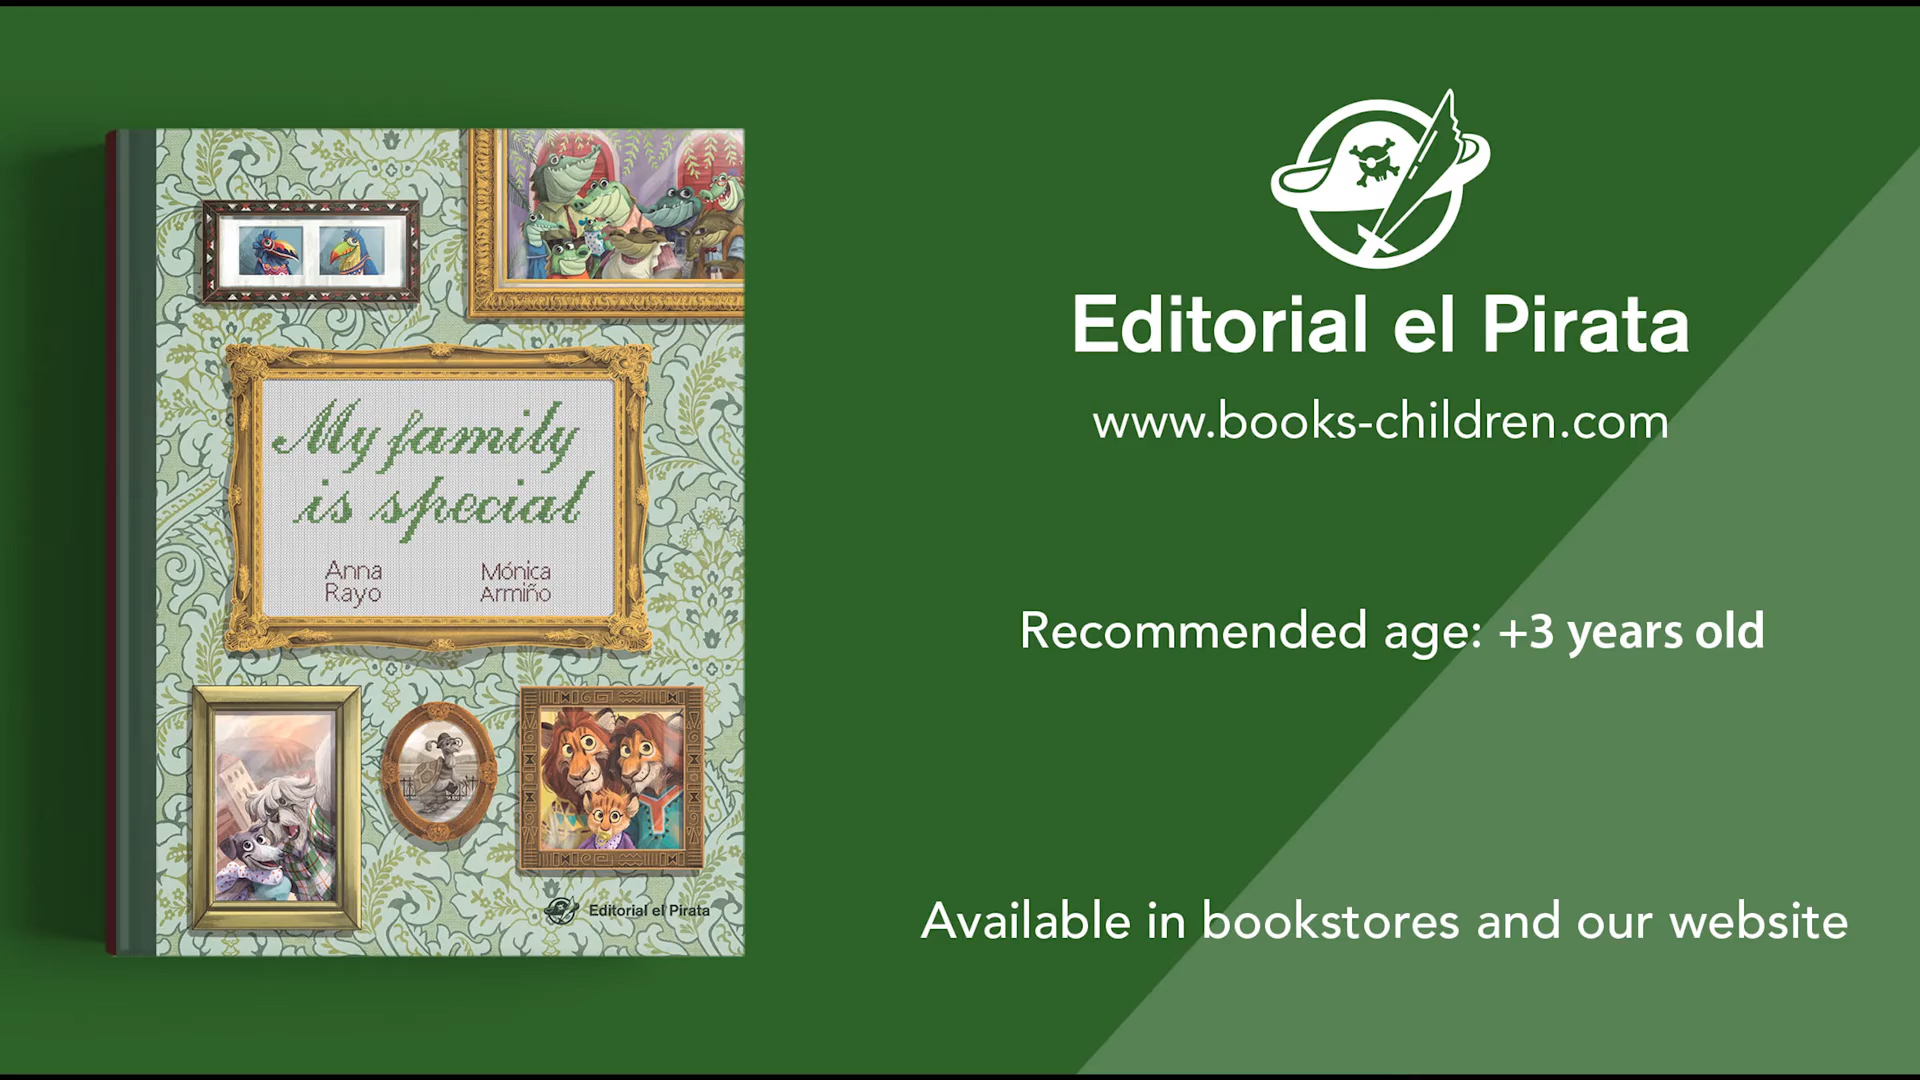 My family
is special
Anna
Rayo
Mónica
Armiño
Editorial el Pirata
Editorial el Pirata
www.books-children.com
Recommended age: +3 years old
Available in bookstores and our website